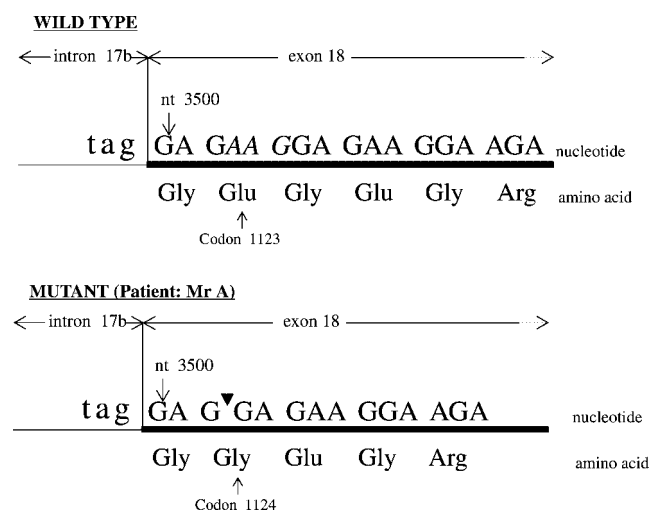 WILD TYPE
intron 17b exon 18
nt 3500
tag GA GAA GGA GAA GGA AGA nucleotide
Gly Glu Gly Glu Gly Arg amino acid
Codon 1123
MUTANT (Patient: Mr A)
intron 17b exon 18
nt 3500
tag GA G GA GAA GGA AGA nucleotide
Gly Gly Glu Gly Arg amino acid
Codon 1124